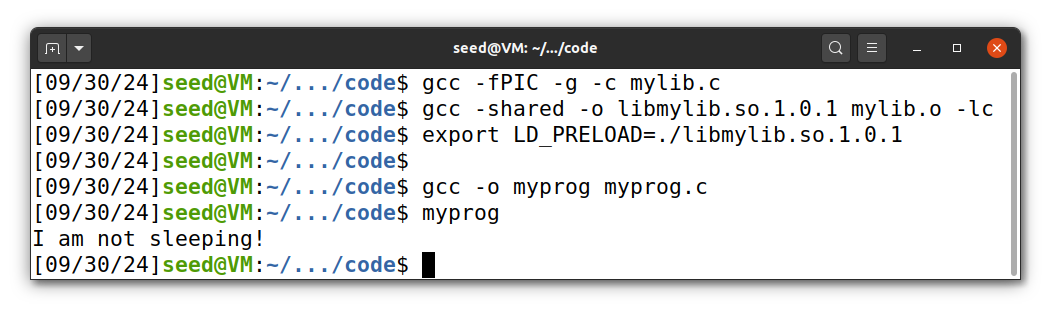 seed@VM: ~/.../code
[09/30/24]seed@VM:~/.../code$ gcc -fPIC -g -c mylib.c
[09/30/24]seed@VM:~/.../code$ gcc -shared -o libmylib.so.1.0.1 mylib.o -lc
[09/30/24]seed@VM:~/.../code$ export LD_PRELOAD=./libmylib.so.1.0.1
[09/30/24]seed@VM:~/.../code$
[09/30/24]seed@VM:~/.../code$ gcc -o myprog myprog.c
[09/30/24]seed@VM:~/.../code$ myprog
I am not sleeping!
[09/30/24]seed@VM:~/.../code$